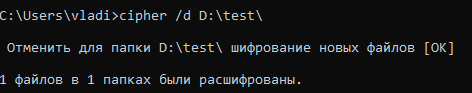 C:\Users\vladi>cipher /d D:\test\
Отменить для папки D:\test\ шифрование новых файлов [OK]
1 файлов в 1 папках были расшифрованы.